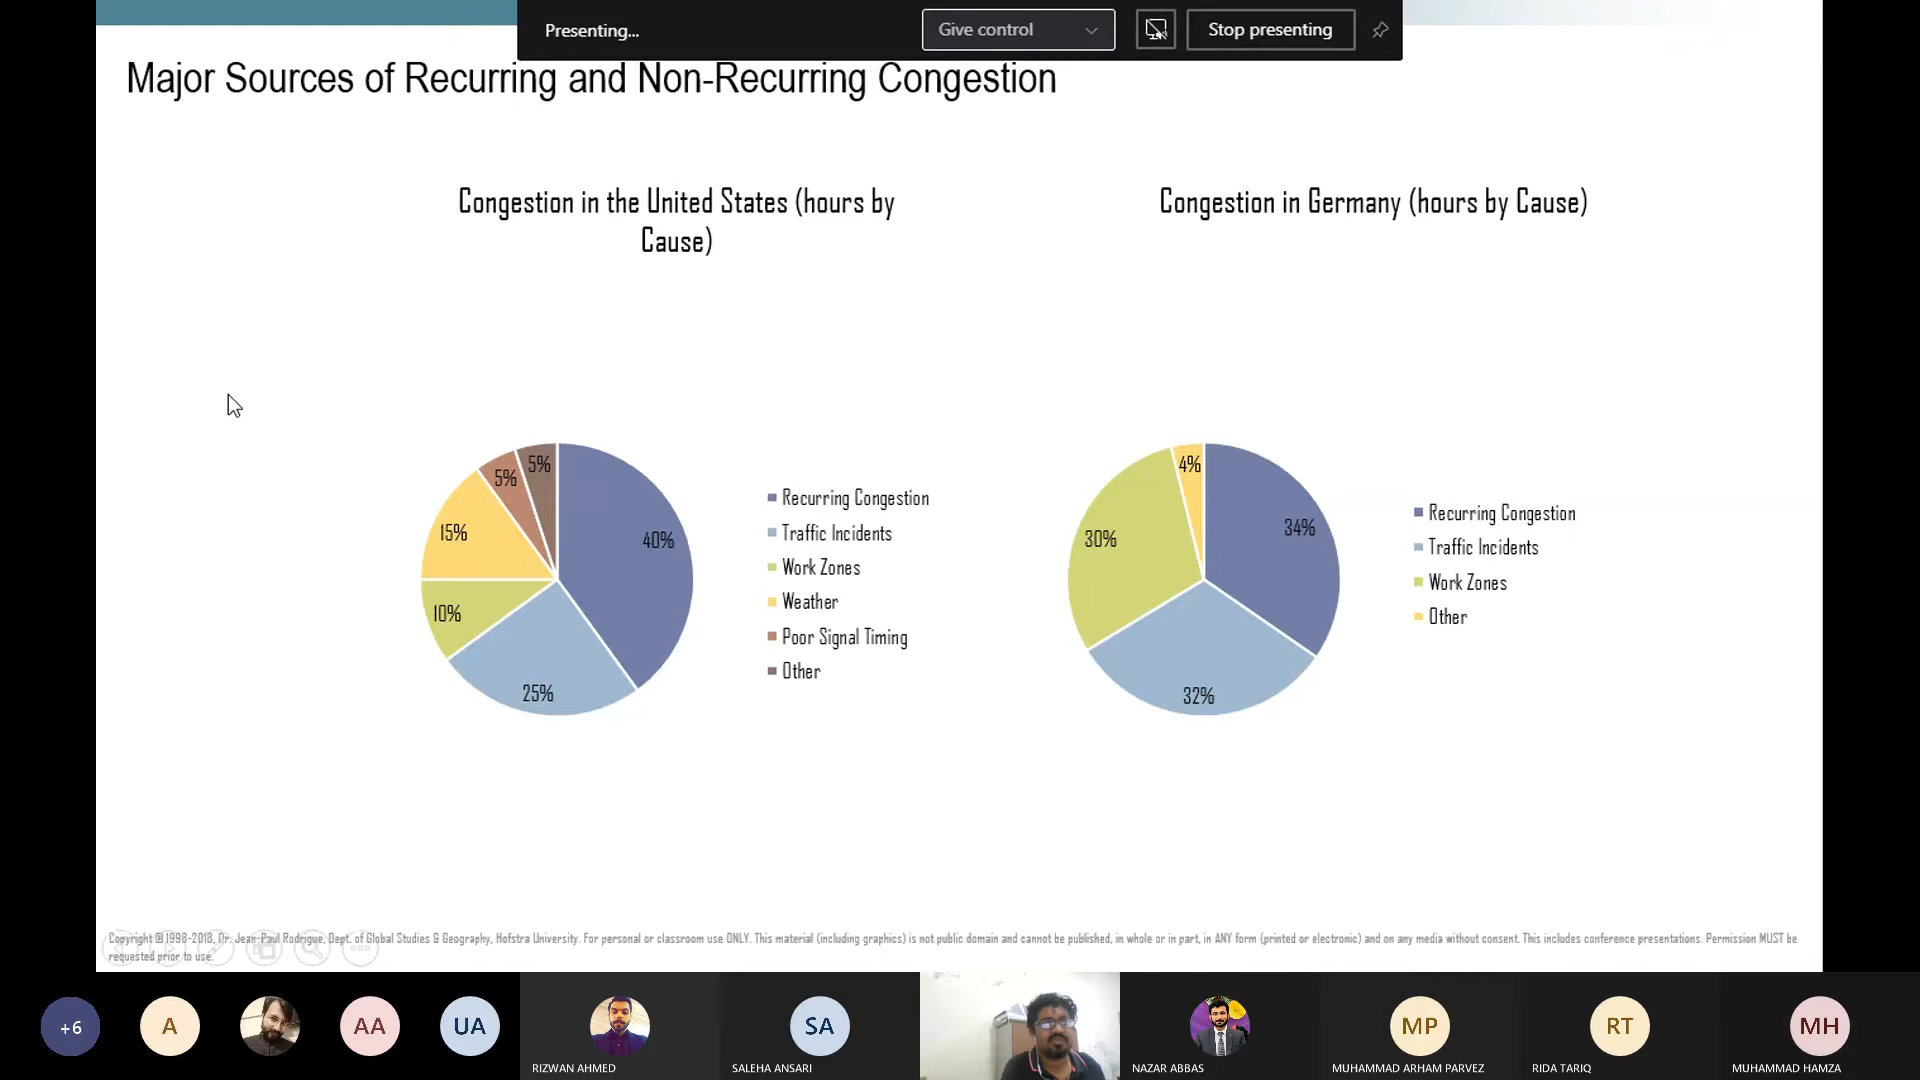 Presenting...
Give control
Stop presenting
Major Sources of Recurring and Non-Recurring Congestion
Congestion in the United States (hours by
Cause)
40%
25%
10%
15%
5%
5%
Recurring Congestion
Traffic Incidents
Work Zones
Weather
Poor Signal Timing
Other
Congestion in Germany (hours by Cause)
34%
32%
30%
4%
Recurring Congestion
Traffic Incidents
Work Zones
Other
Copyright © 1998-2018, Dr. Jean-Paul Rodrigue, Dept. of Global Studies & Geography, Hofstra University. For personal or classroom use ONLY. This material (including graphics) is not public domain and cannot be published, in whole or in part, in ANY form (printed or electronic) and on any media without consent. This includes conference presentations. Permission MUST be
requested prior to use.
+6
A
AA
UA
RIZWAN AHMED
SA
SALEHA ANSARI
NAZAR ABBAS
MP
MUHAMMAD ARHAM PARVEZ
RT
RIDA TARIQ
MH
MUHAMMAD HAMZA